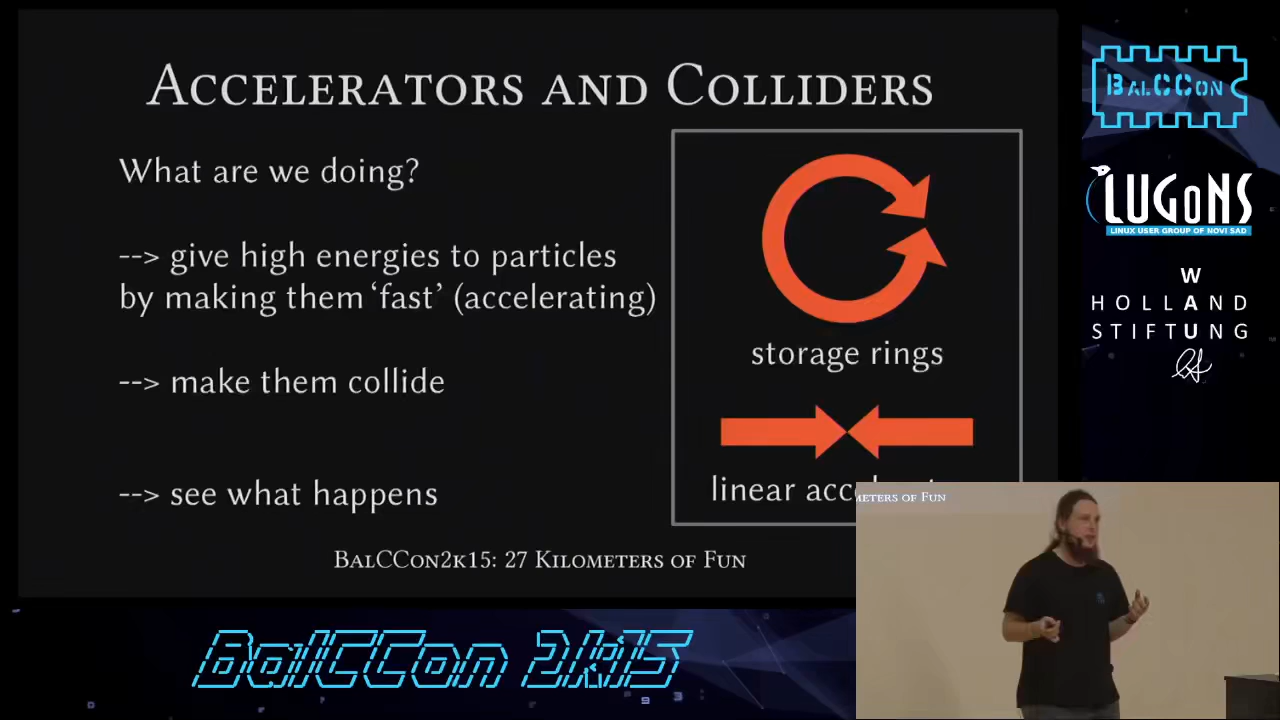 ACCELERATORS AND COLLIDERS
What are we doing?
--> give high energies to particles
by making them ‘fast’ (accelerating)
--> make them collide
--> see what happens
storage rings
linear
BALCCON2K15: 27 KILOMETERS OF FUN
BALCCON
LUGoNS
LINUX USER GROUP OF NOVI SAD
W
HOLLAND
STIFTUNG
OF FUN
BalCCon 2k15